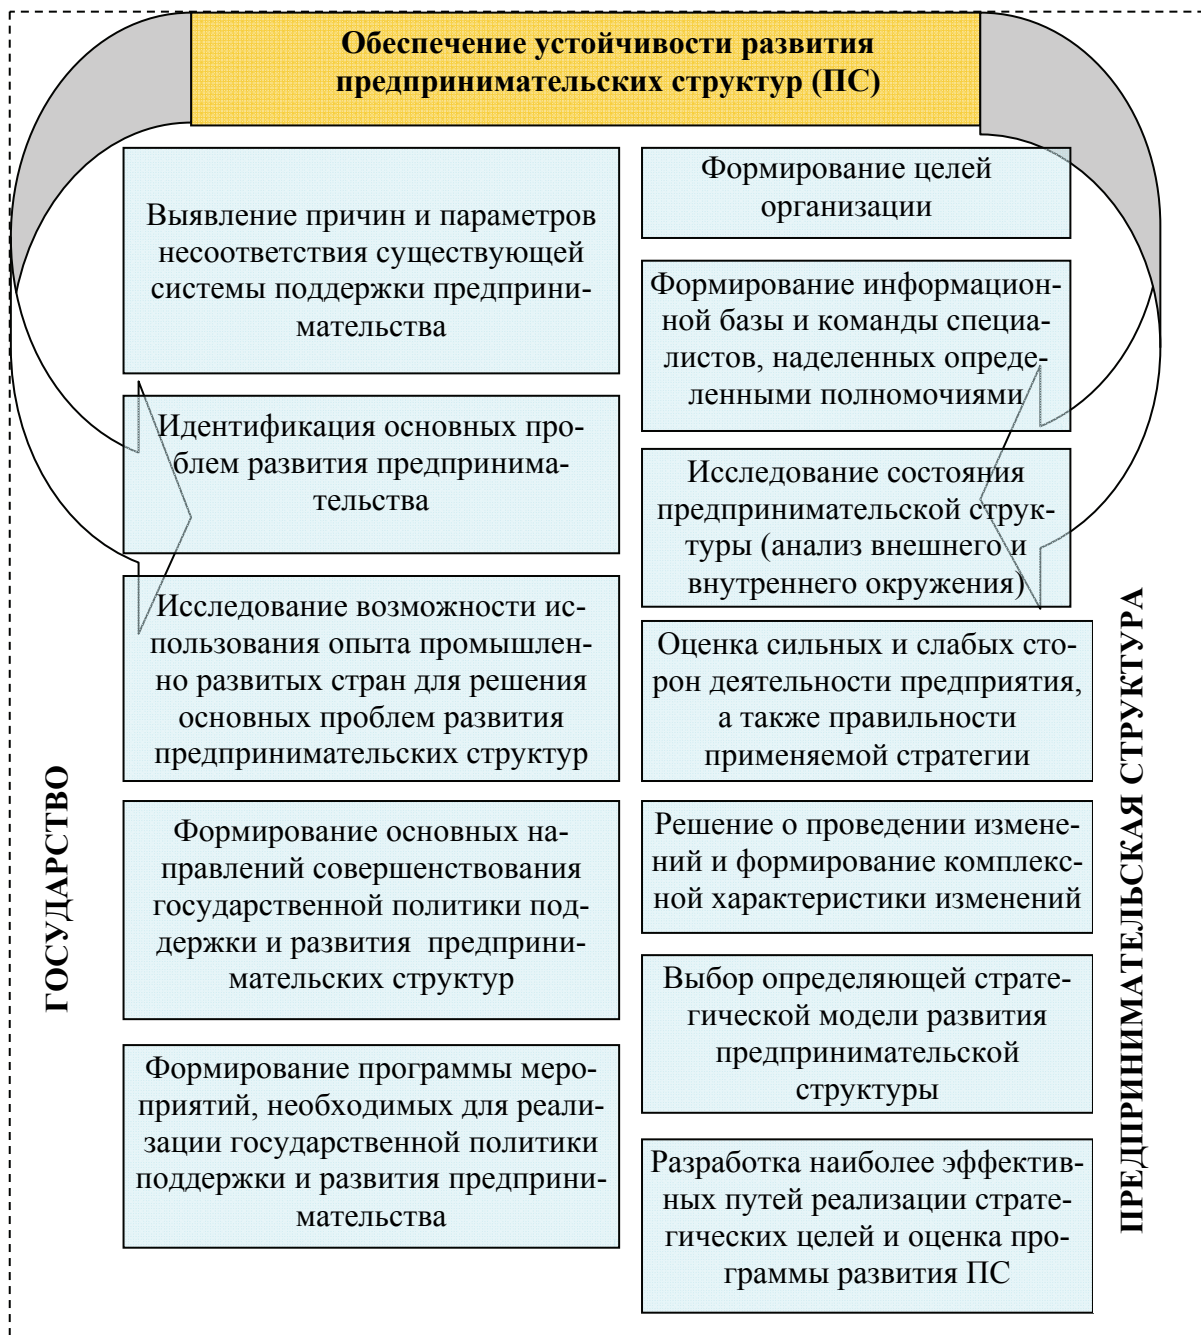 Обеспечение устойчивости развития
предпринимательских структур (ПС)
ГОСУДАРСТВО
Выявление причин и параметров
несоответствия существующей
системы поддержки предприни-
мательства
Идентификация основных про-
блем развития предпринима-
тельства
Исследование возможности ис-
пользования опыта промышлен-
но развитых стран для решения
основных проблем развития
предпринимательских структур
Формирование основных на-
правлений совершенствования
государственной политики под-
держки и развития  предприни-
мательских структур
Формирование программы меро-
приятий, необходимых для реали-
зации государственной политики
поддержки и развития предприни-
мательства
Формирование целей
организации
Формирование информацион-
ной базы и команды специа-
листов, наделенных опреде-
ленными полномочиями
Исследование состояния
предпринимательской струк-
туры (анализ внешнего и
внутреннего окружения)
Оценка сильных и слабых сто-
рон деятельности предприятия,
а также правильности
применяемой стратегии
Решение о проведении измене-
ний и формирование комплекс-
ной характеристики изменений
Выбор определяющей страте-
гической модели развития
предпринимательской
структуры
Разработка наиболее эффектив-
ных путей реализации страте-
гических целей и оценка про-
граммы развития ПС
ПРЕДПРИНИМАТЕЛЬСКАЯ СТРУКТУРА